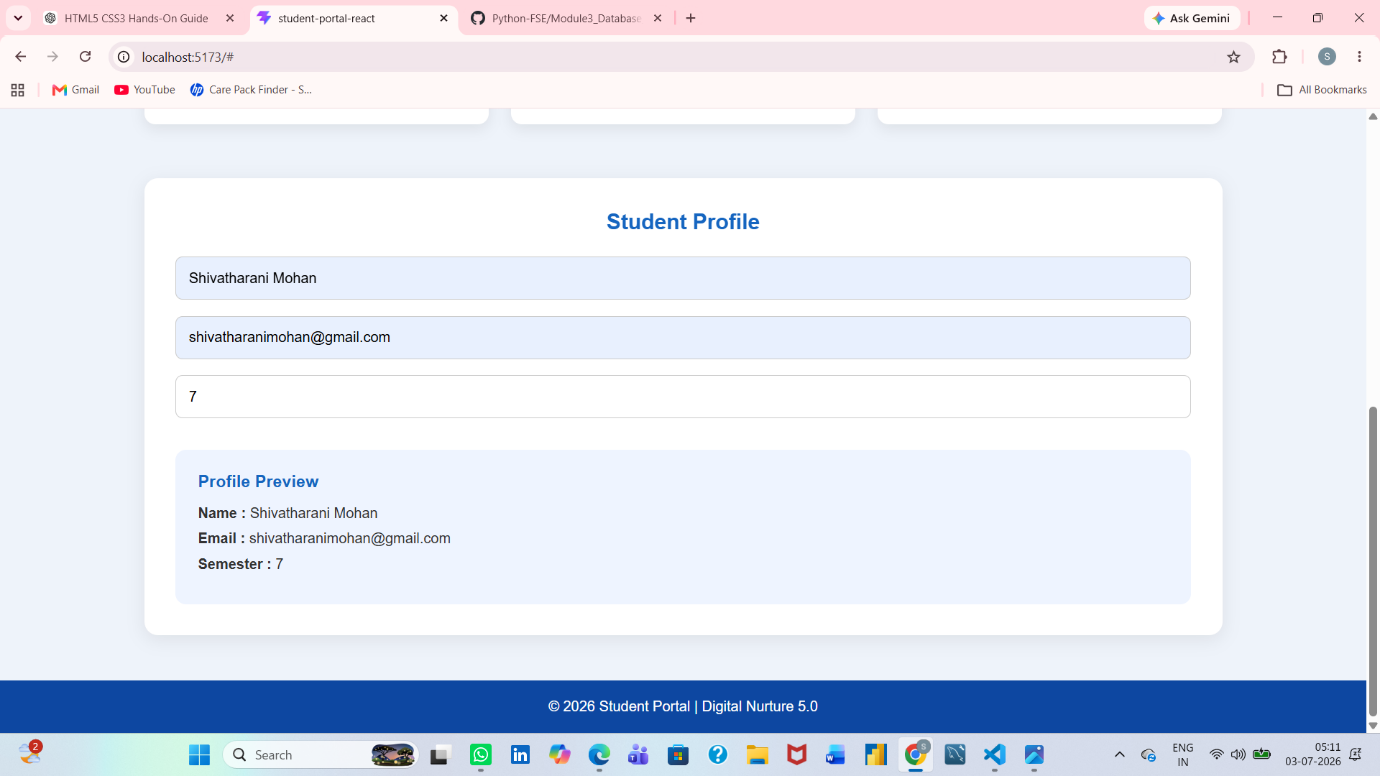 HTML5 CSS3 Hands-On Guide
student-portal-react
Python-FSE/Module3_Database
Ask Gemini
localhost:5173/#
S
Gmail
YouTube
Care Pack Finder - S...
All Bookmarks
Student Profile
Shivatharani Mohan
shivatharanimohan@gmail.com
7
Profile Preview
Name : Shivatharani Mohan
Email : shivatharanimohan@gmail.com
Semester : 7
© 2026 Student Portal | Digital Nurture 5.0
2
Search
ENG
IN
05:11
03-07-2026